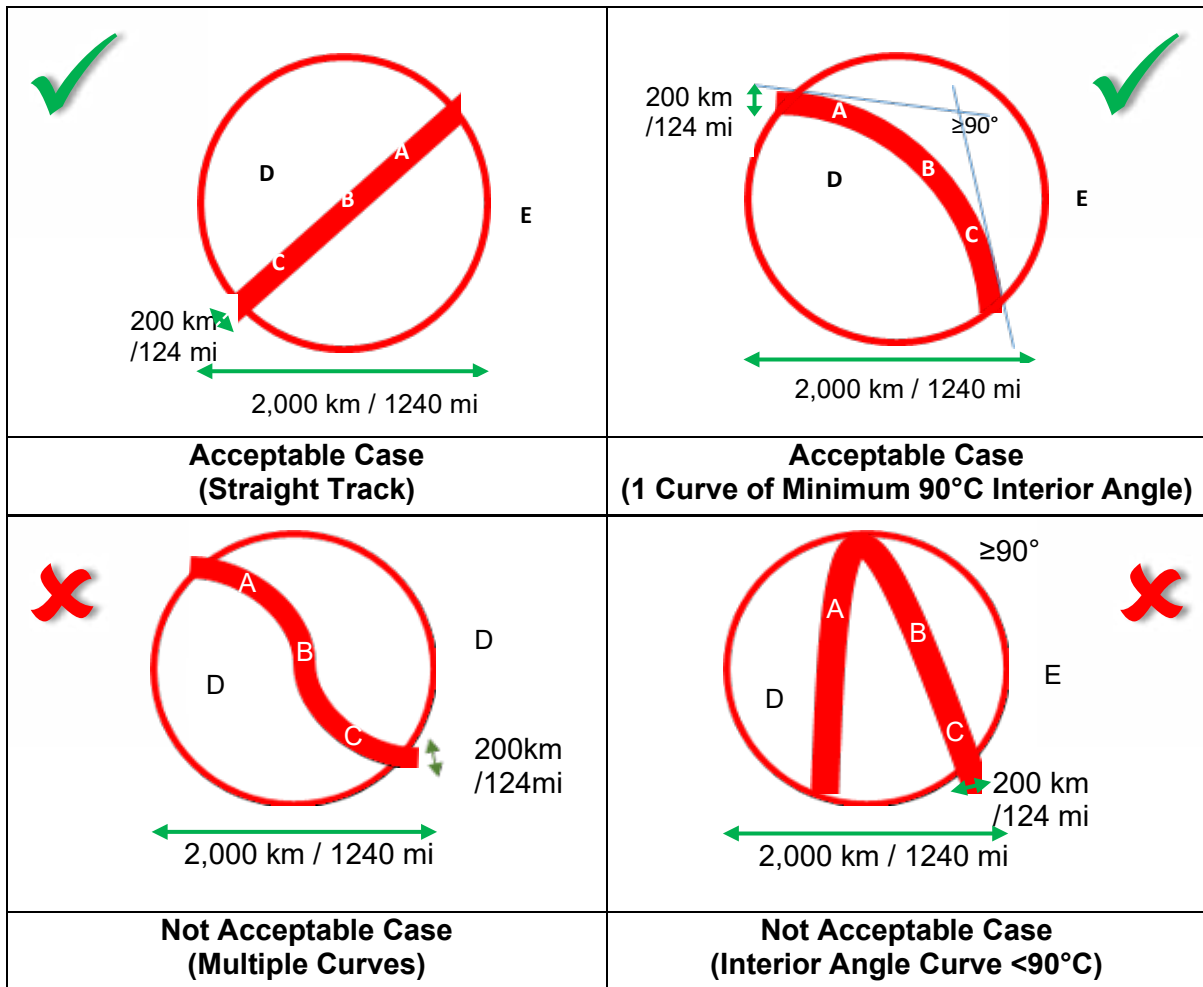 D
A
B
C
E
200 km
/124 mi
2,000 km / 1240 mi
200 km
/124 mi
A
≥90°
B
D
C
E
2,000 km / 1240 mi
Acceptable Case
(Straight Track)
Acceptable Case
(1 Curve of Minimum 90°C Interior Angle)
A
B
D
D
C
200km
/124mi
2,000 km / 1240 mi
≥90°
A
B
D
E
C
200 km
/124 mi
2,000 km / 1240 mi
Not Acceptable Case
(Multiple Curves)
Not Acceptable Case
(Interior Angle Curve <90°C)